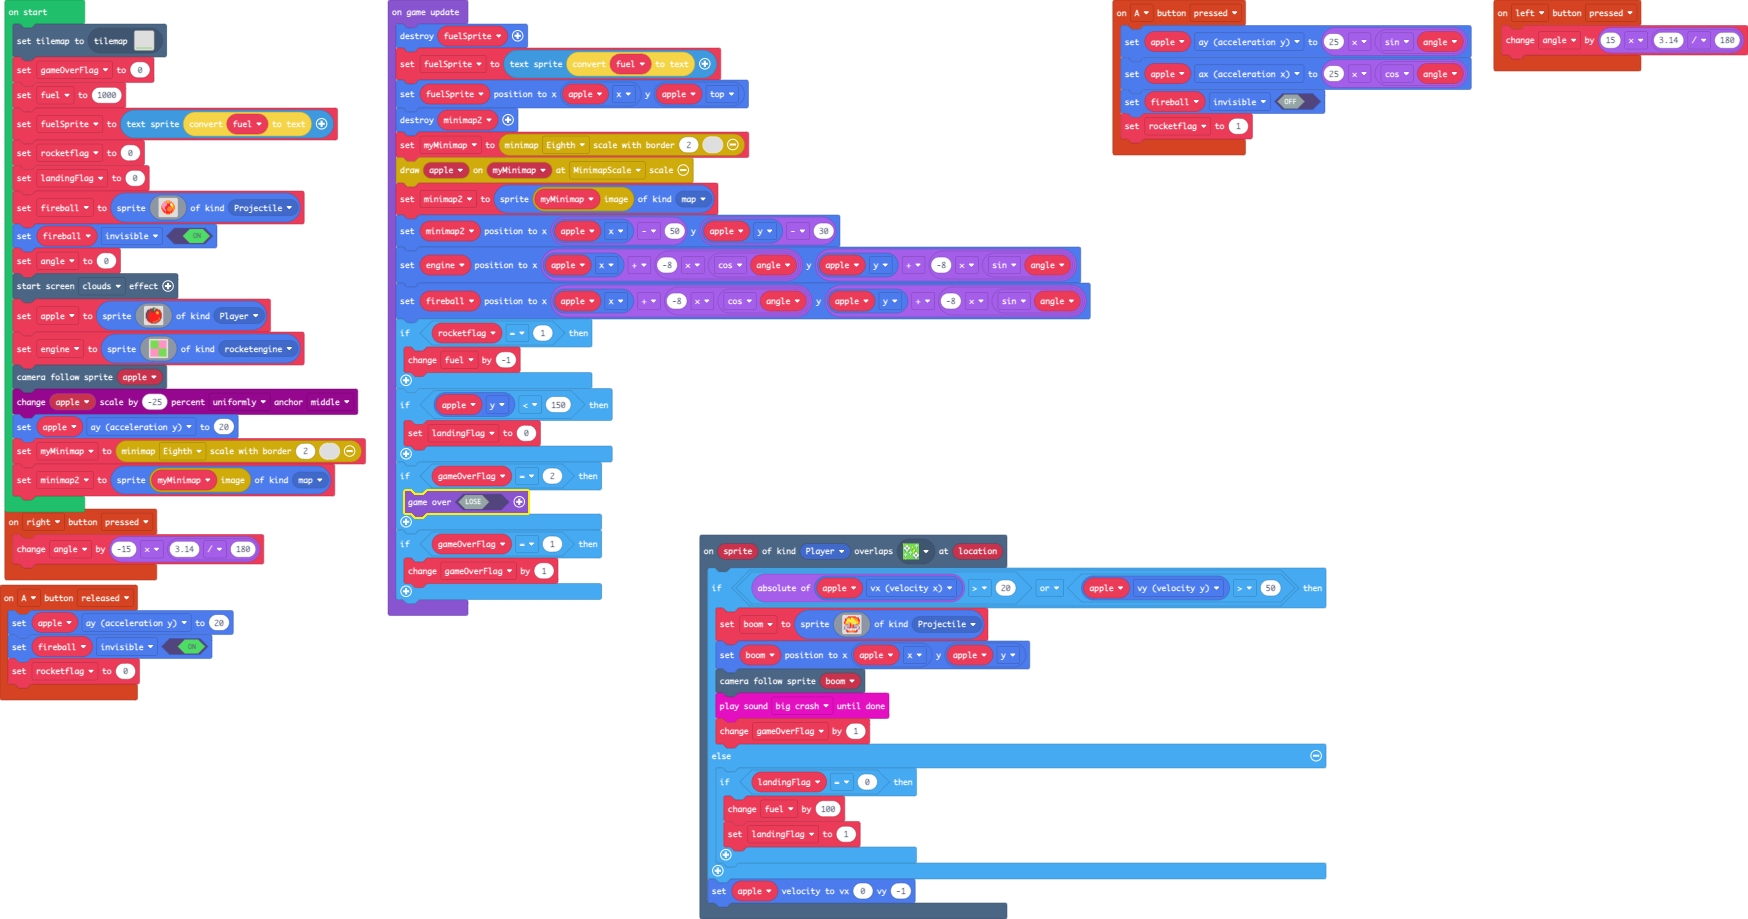 on start
set tilemap to tilemap
set gameOverFlag to 0
set fuel to 1000
set fuelSprite to text sprite convert fuel to text
set rocketflag to 0
set landingFlag to 0
set fireball to sprite of kind Projectile
set fireball invisible ON
set angle to 0
start screen clouds effect
set apple to sprite of kind Player
set engine to sprite of kind rocketengine
camera follow sprite apple
change apple scale by -25 percent uniformly anchor middle
set apple ay (acceleration y) to 20
set myMinimap to minimap Eighth scale with border 2
set minimap2 to sprite myMinimap image of kind map
on right button pressed
change angle by -15 × 3.14 / 180
on A button released
set apple ay (acceleration y) to 20
set fireball invisible ON
set rocketflag to 0
on game update
destroy fuelSprite
set fuelSprite to text sprite convert fuel to text
set fuelSprite position to x apple x y apple top
destroy minimap2
set myMinimap to minimap Eighth scale with border 2
draw apple on myMinimap at MinimapScale scale
set minimap2 to sprite myMinimap image of kind map
set minimap2 position to x apple x - 50 y apple y - 30
set engine position to x apple x + -8 × cos angle y apple y + -8 × sin angle
set fireball position to x apple x + -8 × cos angle y apple y + -8 × sin angle
if rocketflag = 1 then
change fuel by -1
if apple y < 150 then
set landingFlag to 0
if gameOverFlag = 2 then
game over LOSE
if gameOverFlag = 1 then
change gameOverFlag by 1
on sprite of kind Player overlaps at location
if absolute of apple vx (velocity x) > 20 or apple vy (velocity y) > 50 then
set boom to sprite of kind Projectile
set boom position to x apple x y apple y
camera follow sprite boom
play sound big crash until done
change gameOverFlag by 1
else
if landingFlag = 0 then
change fuel by 100
set landingFlag to 1
set apple velocity to vx 0 vy -1
on A button pressed
set apple ay (acceleration y) to 25 × sin angle
set apple ax (acceleration x) to 25 × cos angle
set fireball invisible OFF
set rocketflag to 1
on left button pressed
change angle by 15 × 3.14 / 180